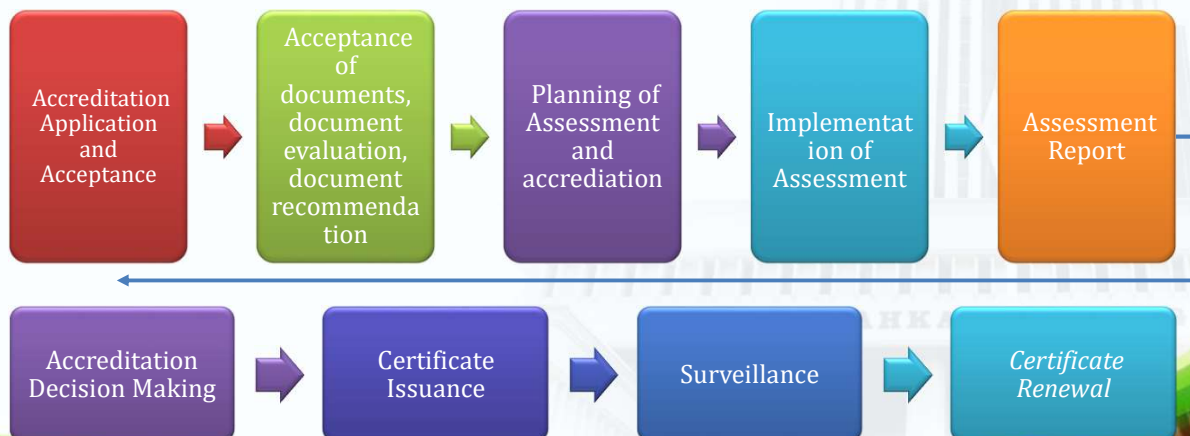 Accreditation
Application
and
Acceptance
Acceptance
of
documents,
document
evaluation,
document
recommenda
tion
Planning of
Assessment
and
accrediation
Implementat
ion of
Assessment
Assessment
Report
Accreditation
Decision Making
Certificate
Issuance
Surveillance
Certificate
Renewal